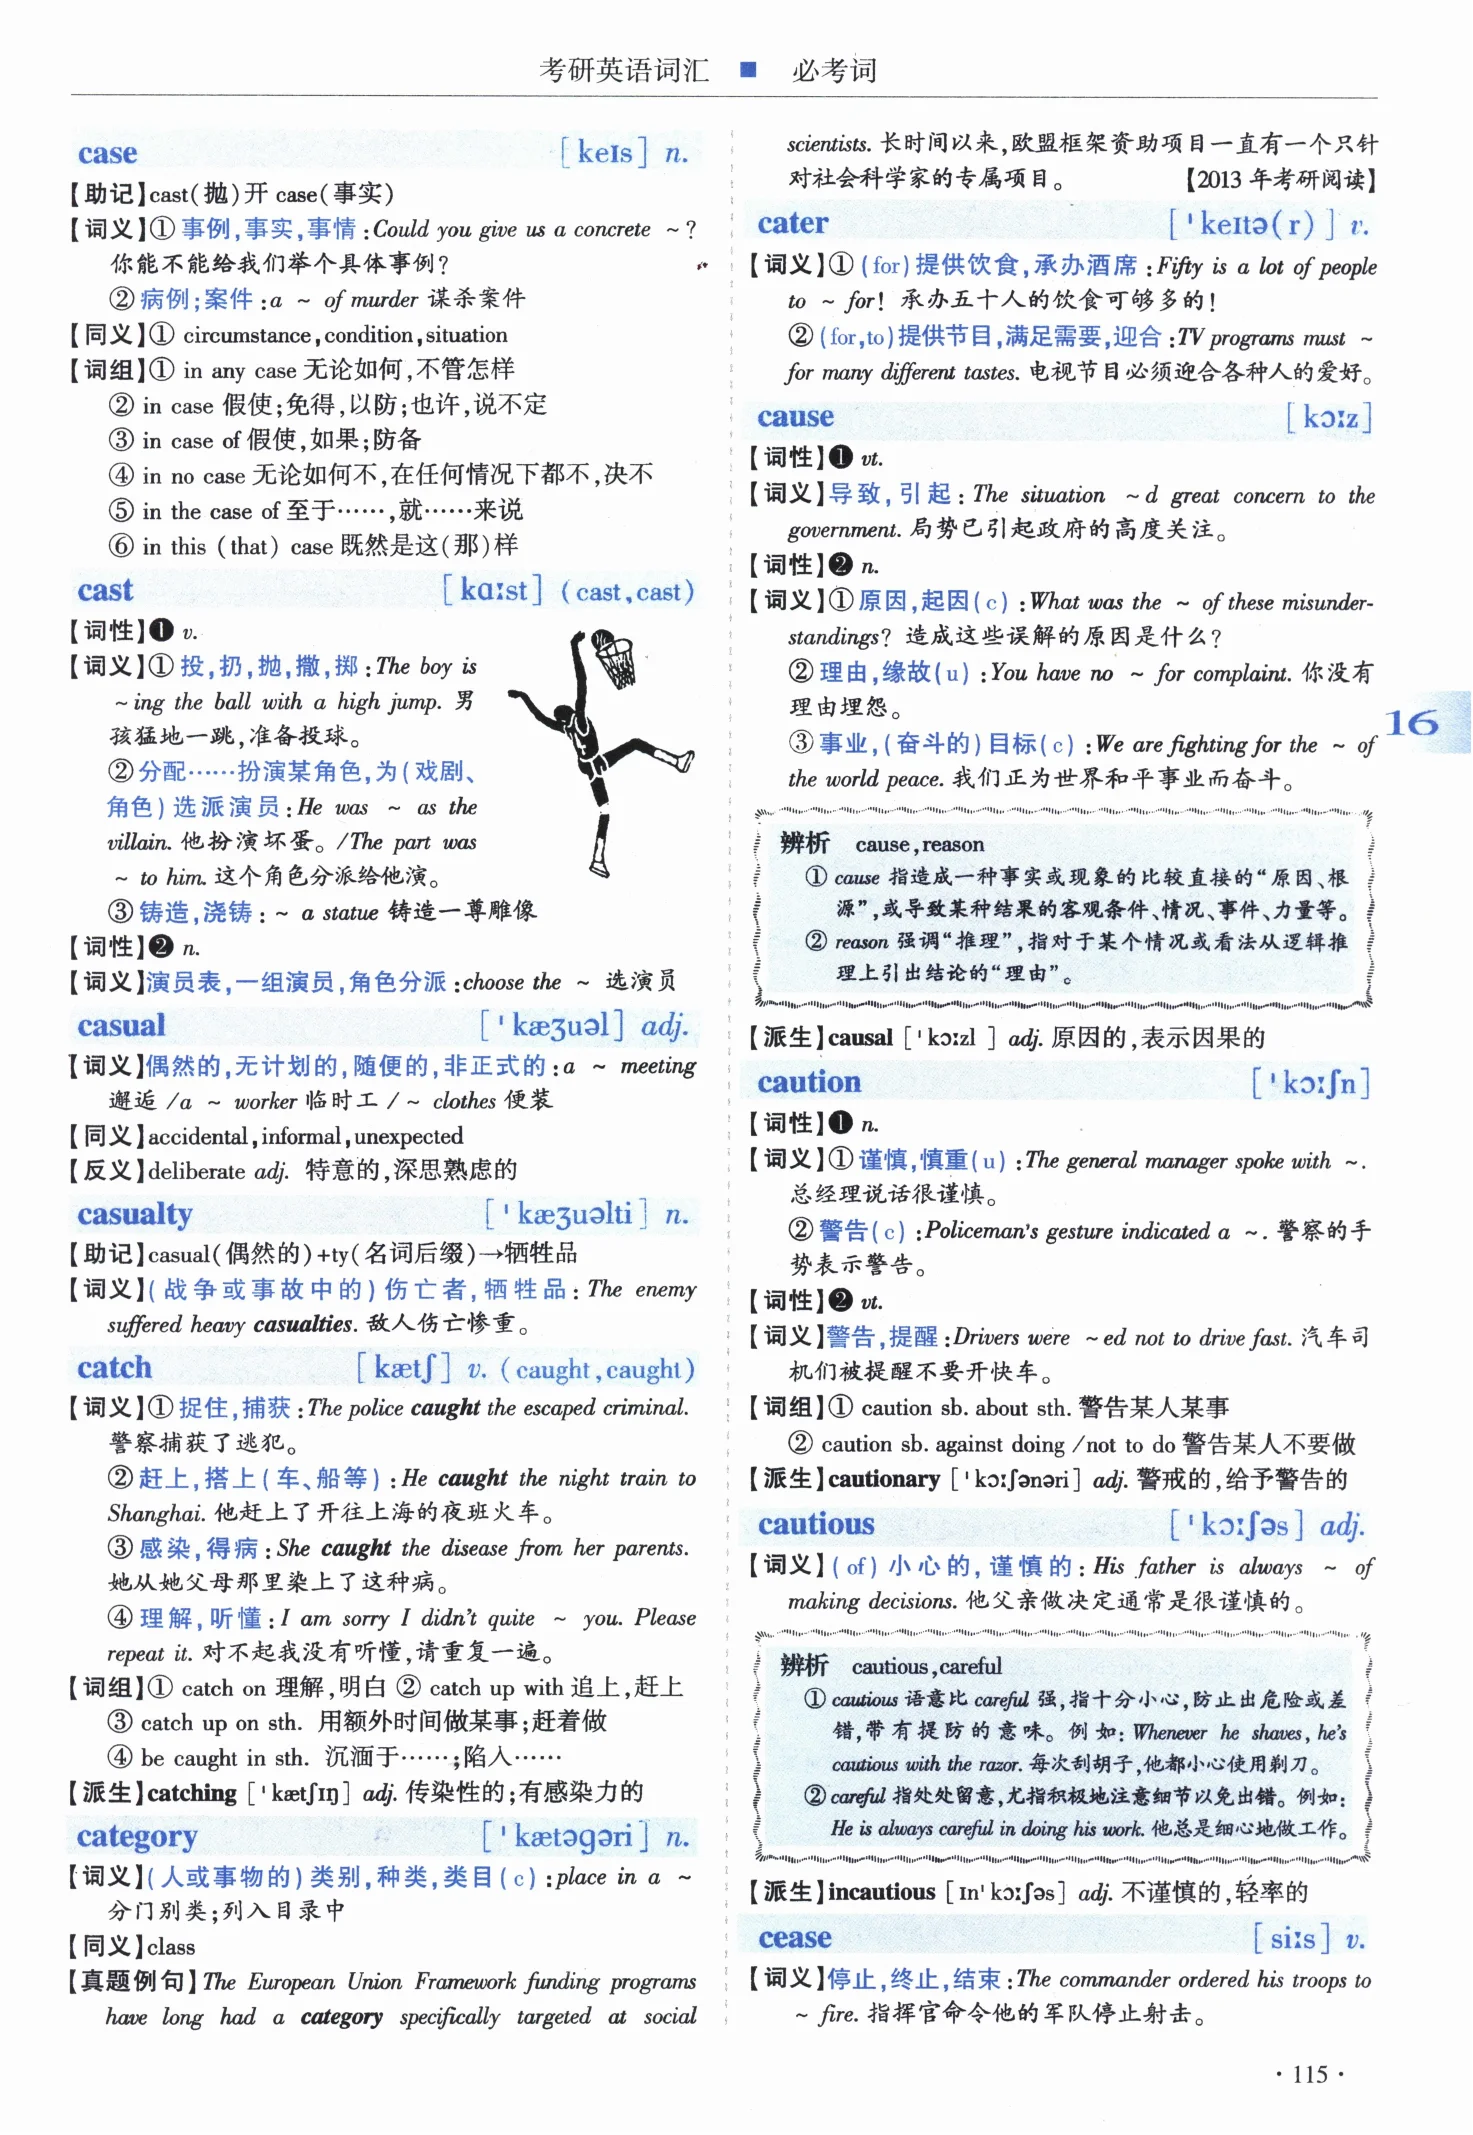 考研英语词汇 ■ 必考词
case [keɪs] n.
【助记】cast(抛)开 case(事实)
【词义】① 事例,事实,事情:Could you give us a concrete ~?
你能不能给我们举个具体事例?
② 病例;案件:a ~ of murder 谋杀案件
【同义】① circumstance,condition,situation
【词组】① in any case 无论如何,不管怎样
② in case 假使;免得,以防;也许,说不定
③ in case of 假使,如果;防备
④ in no case 无论如何不,在任何情况下都不,决不
⑤ in the case of 至于……,就……来说
⑥ in this (that) case 既然是这(那)样
cast [kɑːst] (cast,cast)
【词性】❶ v.
【词义】① 投,扔,抛,撒,掷:The boy is
~ing the ball with a high jump. 男
孩猛地一跳,准备投球。
② 分配……扮演某角色,为(戏剧、
角色)选派演员:He was ~ as the
villain. 他扮演坏蛋。/The part was
~ to him. 这个角色分派给他演。
③ 铸造,浇铸:~ a statue 铸造一尊雕像
【词性】❷ n.
【词义】演员表,一组演员,角色分派:choose the ~ 选演员
casual ['kæʒuəl] adj.
【词义】偶然的,无计划的,随便的,非正式的:a ~ meeting
邂逅 /a ~ worker 临时工 /~ clothes 便装
【同义】accidental,informal,unexpected
【反义】deliberate adj. 特意的,深思熟虑的
casualty ['kæʒuəlti] n.
【助记】casual(偶然的)+ty(名词后缀)→牺牲品
【词义】(战争或事故中的)伤亡者,牺牲品:The enemy
suffered heavy casualties. 敌人伤亡惨重。
catch [kætʃ] v. (caught,caught)
【词义】① 捉住,捕获:The police caught the escaped criminal.
警察捕获了逃犯。
② 赶上,搭上(车、船等):He caught the night train to
Shanghai. 他赶上了开往上海的夜班火车。
③ 感染,得病:She caught the disease from her parents.
她从她父母那里染上了这种病。
④ 理解,听懂:I am sorry I didn't quite ~ you. Please
repeat it. 对不起我没有听懂,请重复一遍。
【词组】① catch on 理解,明白 ② catch up with 追上,赶上
③ catch up on sth. 用额外时间做某事;赶着做
④ be caught in sth. 沉湎于……;陷入……
【派生】catching ['kætʃɪŋ] adj. 传染性的;有感染力的
category ['kætəɡəri] n.
【词义】(人或事物的)类别,种类,类目(c):place in a ~
分门别类;列入目录中
【同义】class
【真题例句】The European Union Framework funding programs
have long had a category specifically targeted at social
scientists. 长时间以来,欧盟框架资助项目一直有一个只针
对社会科学家的专属项目。 【2013 年考研阅读】
cater ['keɪtə(r)] v.
【词义】① (for)提供饮食,承办酒席:Fifty is a lot of people
to ~ for! 承办五十人的饮食可够多的!
② (for,to)提供节目,满足需要,迎合:TV programs must ~
for many different tastes. 电视节目必须迎合各种人的爱好。
cause [kɔːz]
【词性】❶ vt.
【词义】导致,引起:The situation ~d great concern to the
government. 局势已引起政府的高度关注。
【词性】❷ n.
【词义】① 原因,起因(c):What was the ~ of these misunder-
standings? 造成这些误解的原因是什么?
② 理由,缘故(u):You have no ~ for complaint. 你没有
理由埋怨。
③ 事业,(奋斗的)目标(c):We are fighting for the ~ of
the world peace. 我们正为世界和平事业而奋斗。
16
辨析 cause,reason
① cause 指造成一种事实或现象的比较直接的“原因、根
源”,或导致某种结果的客观条件、情况、事件、力量等。
② reason 强调“推理”,指对于某个情况或看法从逻辑推
理上引出结论的“理由”。
【派生】causal ['kɔːzl] adj. 原因的,表示因果的
caution ['kɔːʃn]
【词性】❶ n.
【词义】① 谨慎,慎重(u):The general manager spoke with ~.
总经理说话很谨慎。
② 警告(c):Policeman's gesture indicated a ~. 警察的手
势表示警告。
【词性】❷ vt.
【词义】警告,提醒:Drivers were ~ed not to drive fast. 汽车司
机们被提醒不要开快车。
【词组】① caution sb. about sth. 警告某人某事
② caution sb. against doing /not to do 警告某人不要做
【派生】cautionary ['kɔːʃənəri] adj. 警戒的,给予警告的
cautious ['kɔːʃəs] adj.
【词义】(of)小心的,谨慎的:His father is always ~ of
making decisions. 他父亲做决定通常是很谨慎的。
辨析 cautious,careful
① cautious 语意比 careful 强,指十分小心,防止出危险或差
错,带有提防的意味。例如:Whenever he shaves, he's
cautious with the razor. 每次刮胡子,他都小心使用剃刀。
② careful 指处处留意,尤指积极地注意细节以免出错。例如:
He is always careful in doing his work. 他总是细心地做工作。
【派生】incautious [ɪn'kɔːʃəs] adj. 不谨慎的,轻率的
cease [siːs] v.
【词义】停止,终止,结束:The commander ordered his troops to
~ fire. 指挥官命令他的军队停止射击。
· 115 ·